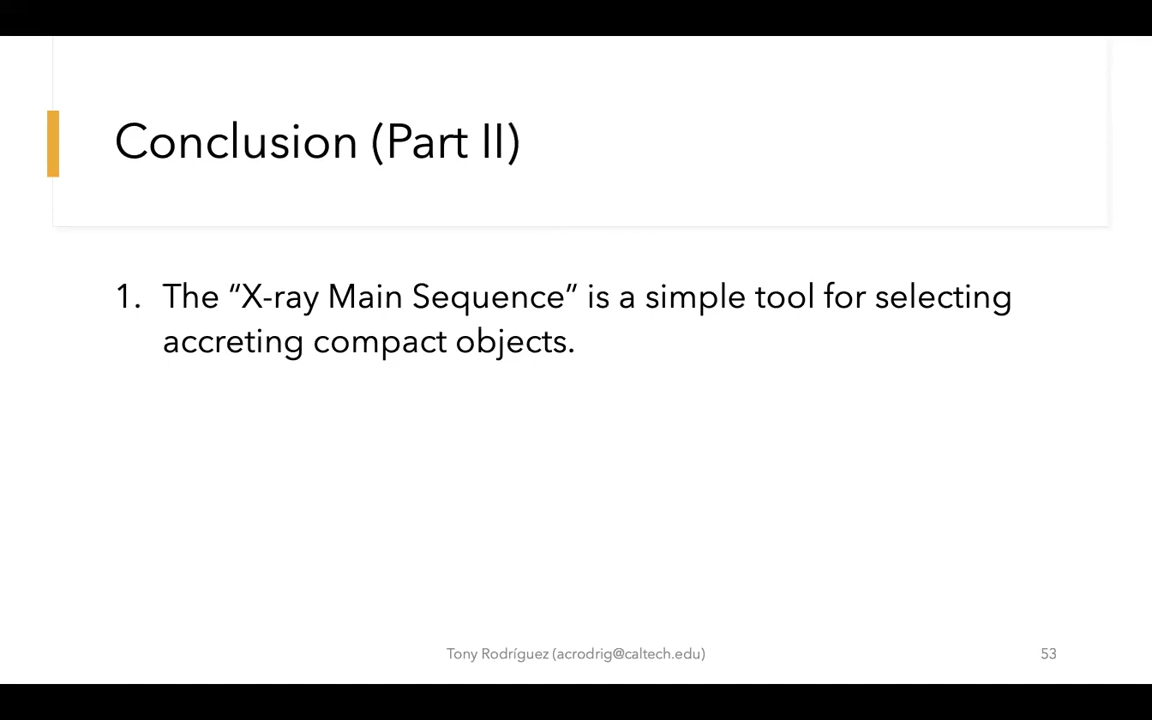 Conclusion (Part II)
1. The “X-ray Main Sequence” is a simple tool for selecting
accreting compact objects.
Tony Rodríguez (acrodrig@caltech.edu)
53